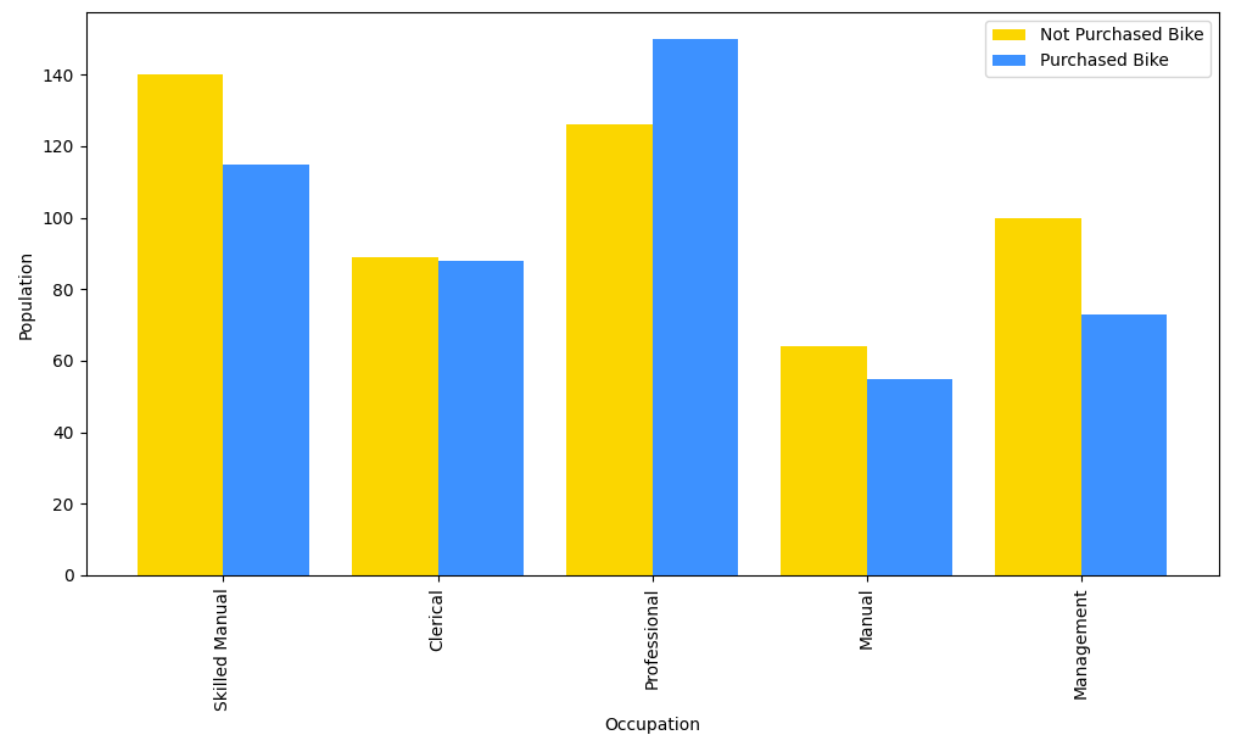 Not Purchased Bike
Purchased Bike
140
120
100
80
60
40
20
0
Population
Skilled Manual
Clerical
Professional
Manual
Management
Occupation